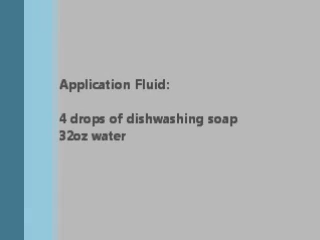 Application Fluid:
4 drops of dishwashing soap
32oz water